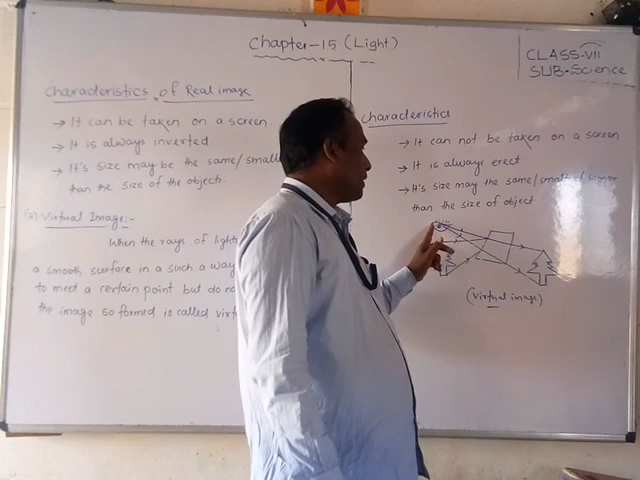 Chapter-15 (Light)
CLASS-VII
SUB-Science
Characteristics of Real image
→ It can be taken on a screen.
→ It is always inverted
→ It's size may be the same/small
than the size of the object.
(2) Virtual Image:-
When the rays of light
a smooth surface in a such a way
to meet a certain point but do
the image so formed is called virt
Characteristics
→ It can not be taken on a screen
→ It is always erect
→ It's size may the same/smaller/bigger
than the size of object
(Virtual image)